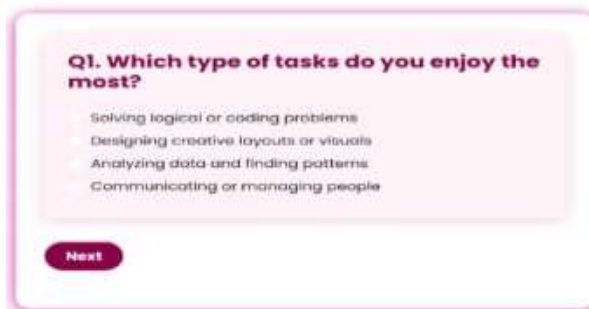 Q1. Which type of tasks do you enjoy the
most?
Solving logical or coding problems
Designing creative layouts or visuals
Analyzing data and finding patterns
Communicating or managing people
Next